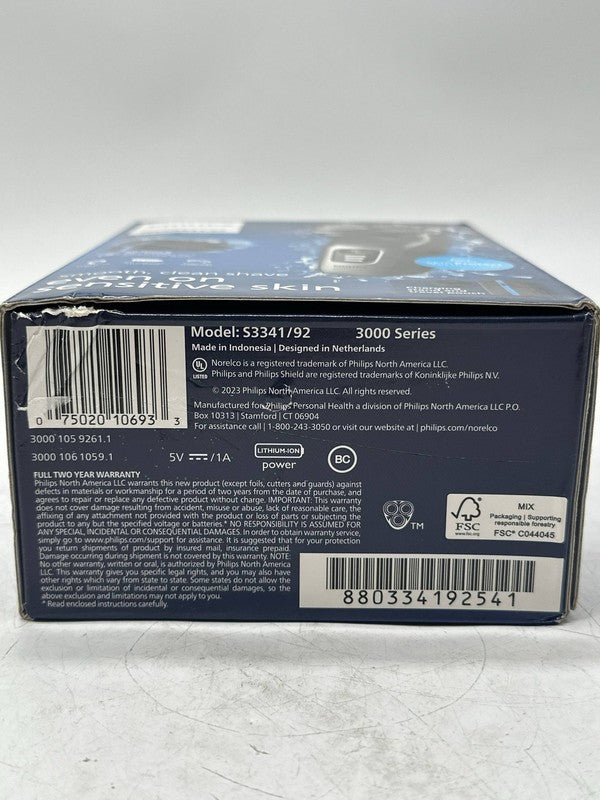 smooth, clean shave
even on
sensitive skin
Model: S3341/92 3000 Series
Made in Indonesia | Designed in Netherlands
UL
LISTED
Norelco is a registered trademark of Philips North America LLC.
Philips and Philips Shield are registered trademarks of Koninklijke Philips N.V.
© 2023 Philips North America LLC. All rights reserved.
Manufactured for Philips Personal Health a division of Philips North America LLC P.O.
Box 10313 | Stamford | CT 06904
For assistance call | 1-800-243-3050 or visit our website at | philips.com/norelco
0 75020 10693 3
3000 105 9261.1
3000 106 1059.1
5V /1A
LITHIUM-ION
power
BC
FULL TWO YEAR WARRANTY
Philips North America LLC warrants this new product (except foils, cutters and guards) against
defects in materials or workmanship for a period of two years from the date of purchase, and
agrees to repair or replace any defective product without charge. IMPORTANT: This warranty
does not cover damage resulting from accident, misuse or abuse, lack of reasonable care, the
affixing of any attachment not provided with the product or loss of parts or subjecting the
product to any but the specified voltage or batteries.* NO RESPONSIBILITY IS ASSUMED FOR
ANY SPECIAL, INCIDENTAL OR CONSEQUENTIAL DAMAGES. In order to obtain warranty service,
simply go to www.philips.com/support for assistance. It is suggested that for your protection
you return shipments of product by insured mail, insurance prepaid.
Damage occurring during shipment is not covered by this warranty. NOTE:
No other warranty, written or oral, is authorized by Philips North America
LLC. This warranty gives you specific legal rights, and you may also have
other rights which vary from state to state. Some states do not allow the
exclusion or limitation of incidental or consequential damages, so the
above exclusion and limitations may not apply to you.
* Read enclosed instructions carefully.
TM
FSC
www.fsc.org
MIX
Packaging | Supporting
responsible forestry
FSC® C044045
880334192541